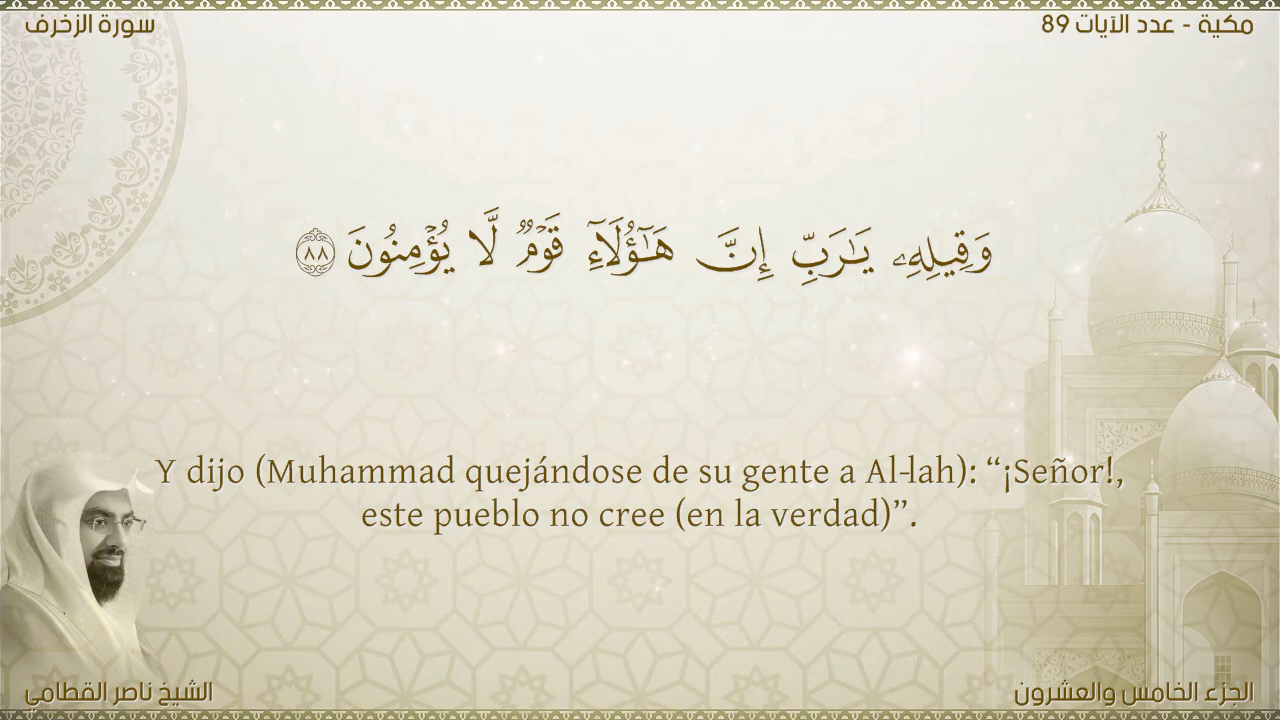 سورة الزخرف
مكية - عدد الآيات 89
وَقِيلِهِۦ يَـٰرَبِّ إِنَّ هَـٰٓؤُلَآءِ قَوْمٌ لَّا يُؤْمِنُونَ ٨٨
Y dijo (Muhammad quejándose de su gente a Al-lah): “¡Señor!,
este pueblo no cree (en la verdad)”.
الشيخ ناصر القطامي
الجزء الخامس والعشرون